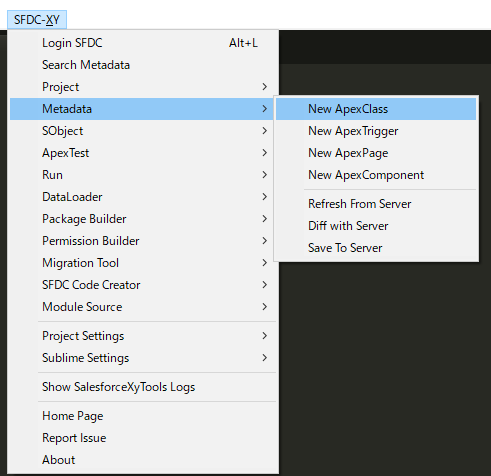 SFDC-XY
Login SFDC Alt+L
Search Metadata
Project
Metadata
SObject
ApexTest
Run
DataLoader
Package Builder
Permission Builder
Migration Tool
SFDC Code Creator
Module Source
Project Settings
Sublime Settings
Show SalesforceXyTools Logs
Home Page
Report Issue
About
New ApexClass
New ApexTrigger
New ApexPage
New ApexComponent
Refresh From Server
Diff with Server
Save To Server